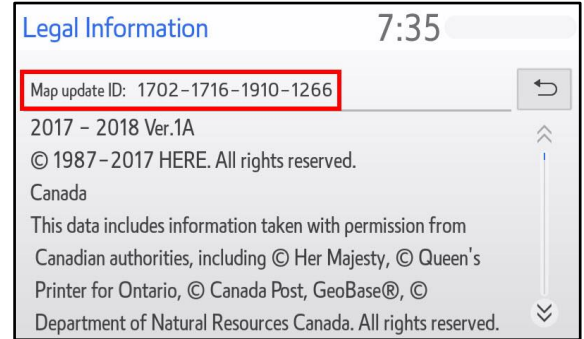 Legal Information 7:35
Map update ID: 1702-1716-1910-1266
2017 - 2018 Ver.1A
© 1987-2017 HERE. All rights reserved.
Canada
This data includes information taken with permission from
Canadian authorities, including © Her Majesty, © Queen's
Printer for Ontario, © Canada Post, GeoBase®, ©
Department of Natural Resources Canada. All rights reserved.